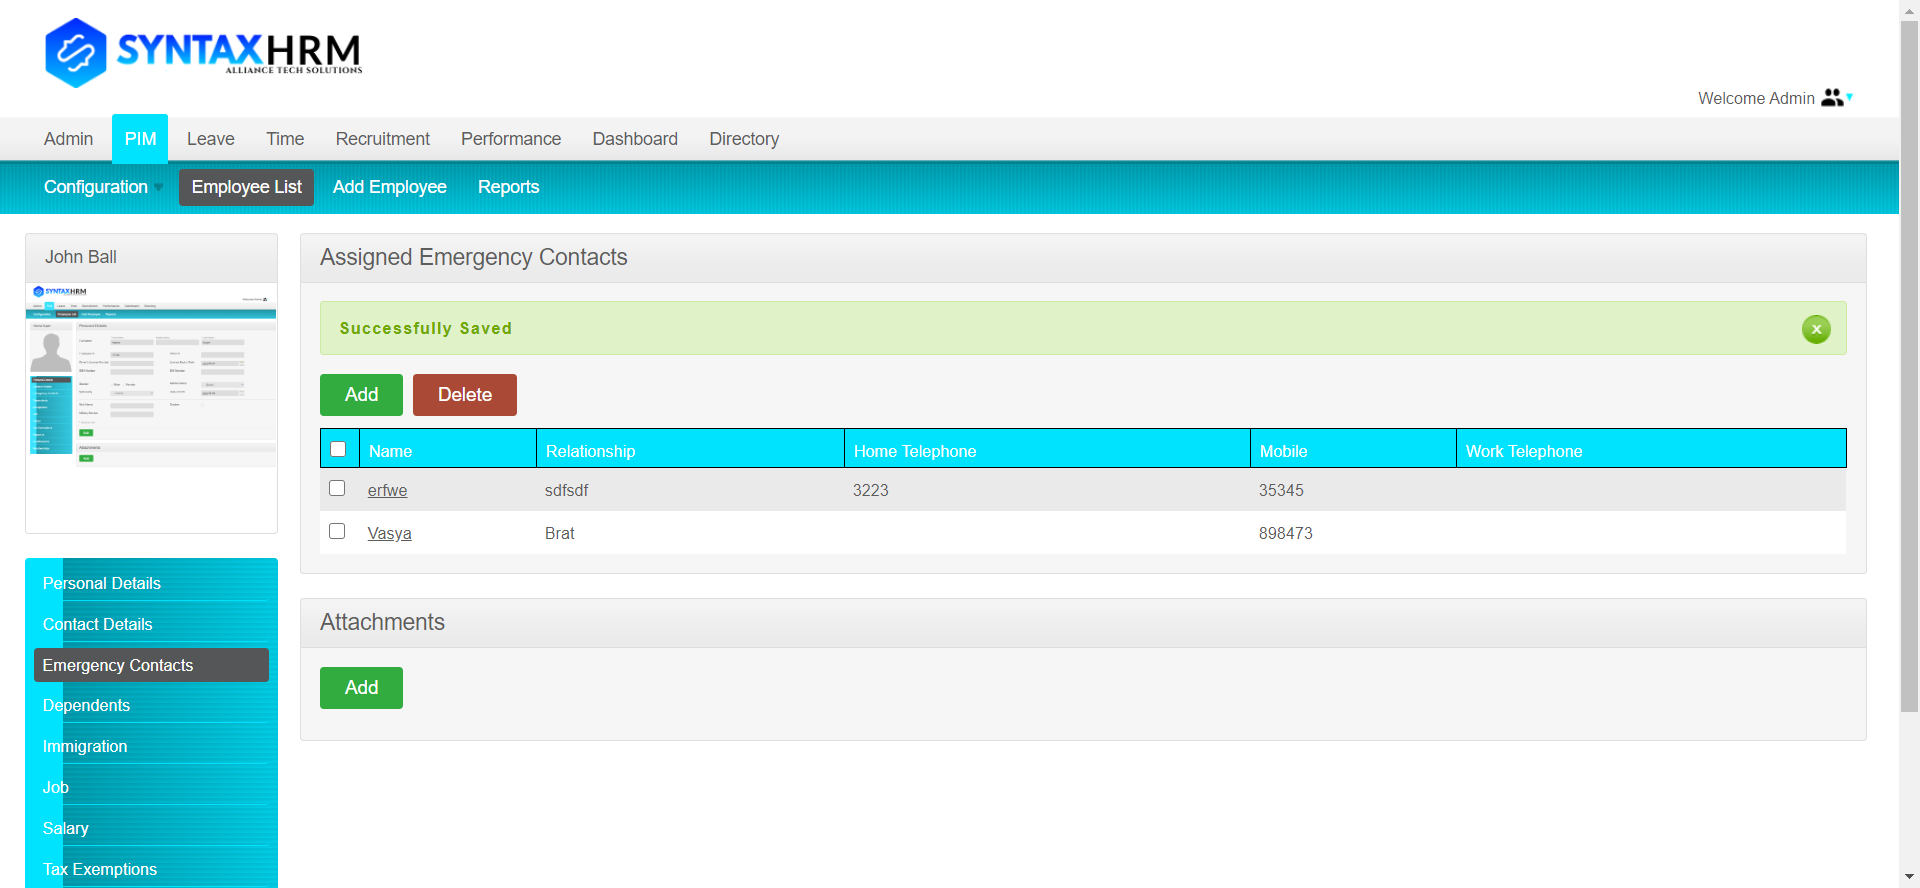 SYNTAXHRM
ALLIANCE TECH SOLUTIONS
Welcome Admin
Admin PIM Leave Time Recruitment Performance Dashboard Directory
Configuration Employee List Add Employee Reports
John Ball
Assigned Emergency Contacts
Successfully Saved
Add Delete
Name Relationship Home Telephone Mobile Work Telephone
erfwe sdfsdf 3223 35345
Vasya Brat 898473
Personal Details
Contact Details
Emergency Contacts
Dependents
Immigration
Job
Salary
Tax Exemptions
Attachments
Add